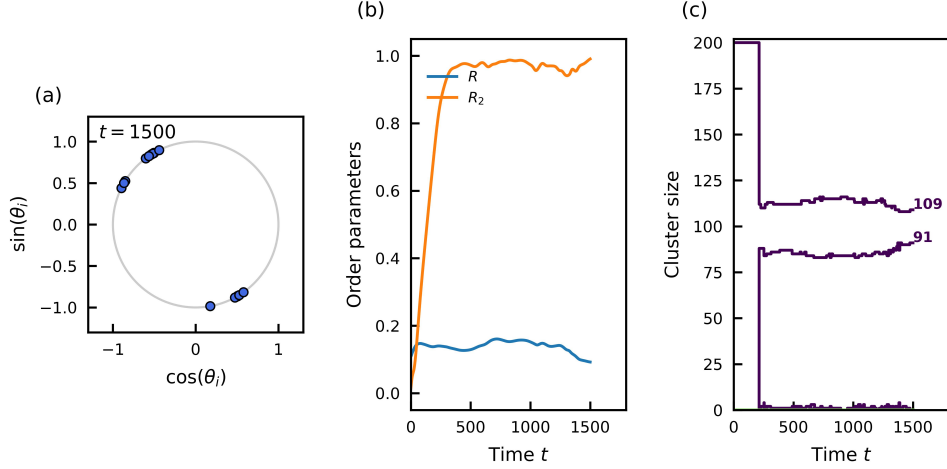 (a)
t = 1500
1.0
0.5
0.0
−0.5
−1.0
sin(θi)
−1
0
1
cos(θi)
(b)
1.0
0.8
0.6
0.4
0.2
0.0
Order parameters
R
R2
0
500
1000
1500
Time t
(c)
200
175
150
125
100
75
50
25
0
Cluster size
109
91
0
500
1000
1500
Time t